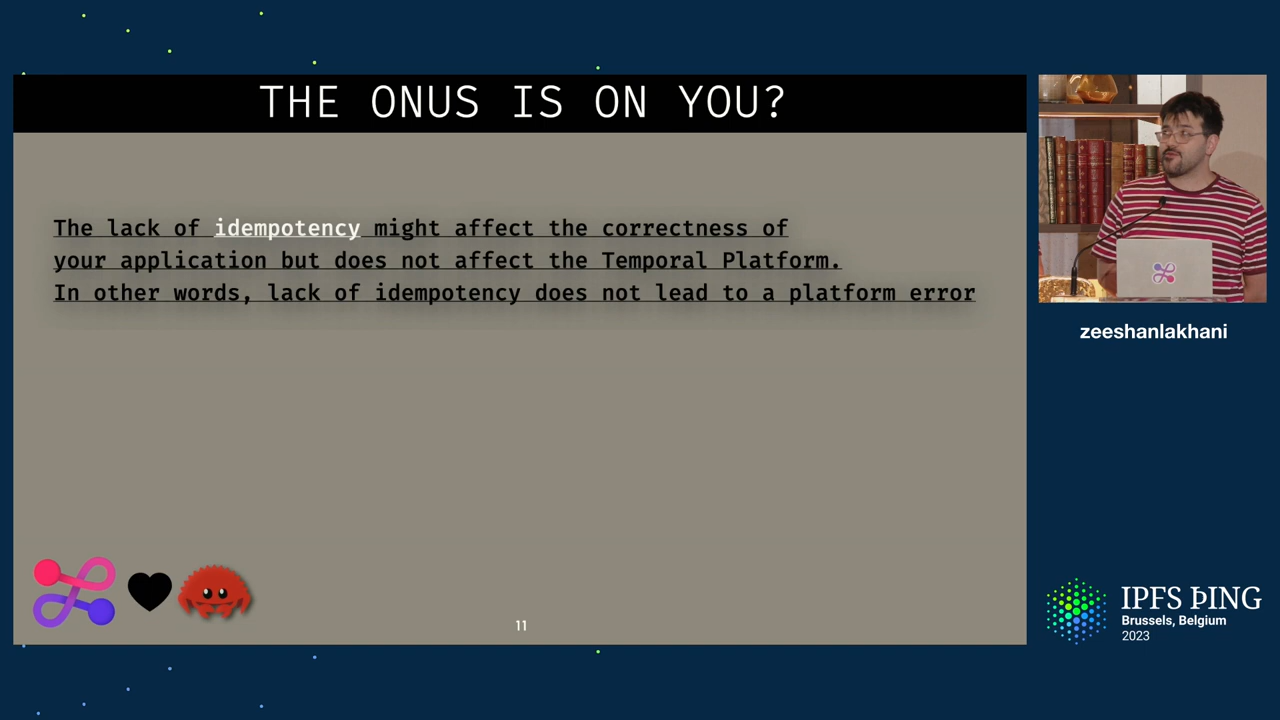 THE ONUS IS ON YOU?
The lack of idempotency might affect the correctness of
your application but does not affect the Temporal Platform.
In other words, lack of idempotency does not lead to a platform error
11
zeeshanlakhani
IPFS ÞING
Brussels, Belgium
2023